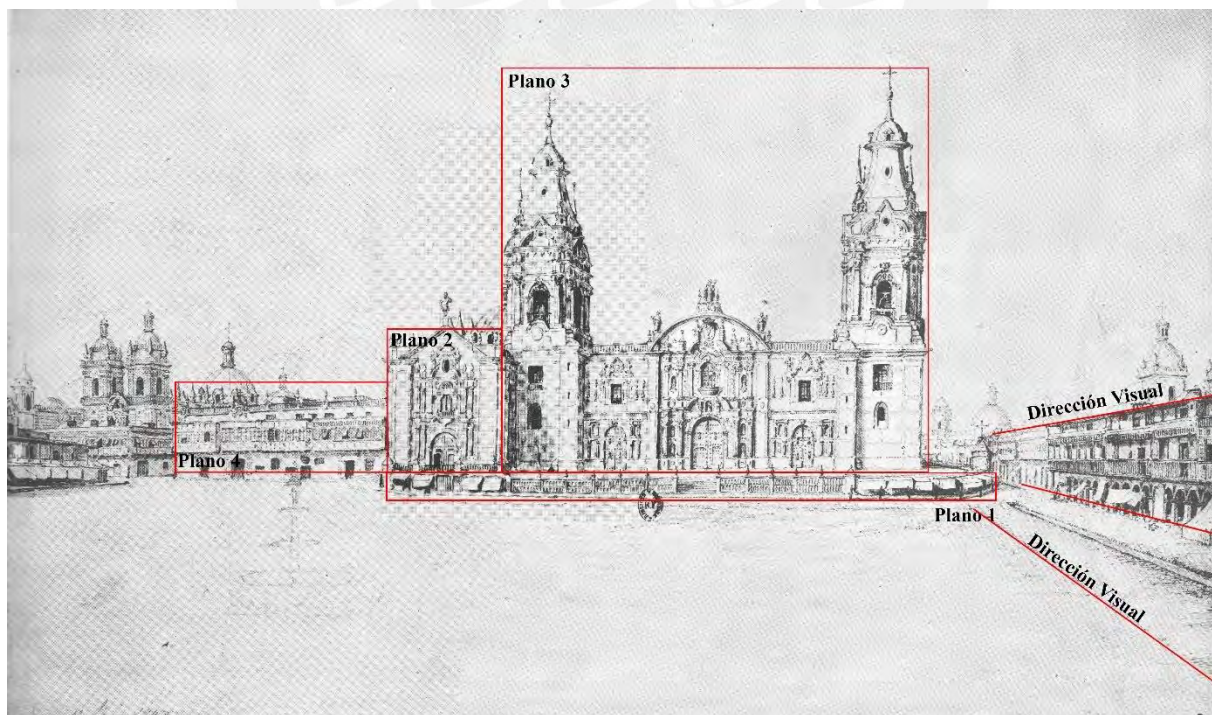 Plano 3
Plano 2
Dirección Visual
Plano 4
Plano 1
Dirección Visual